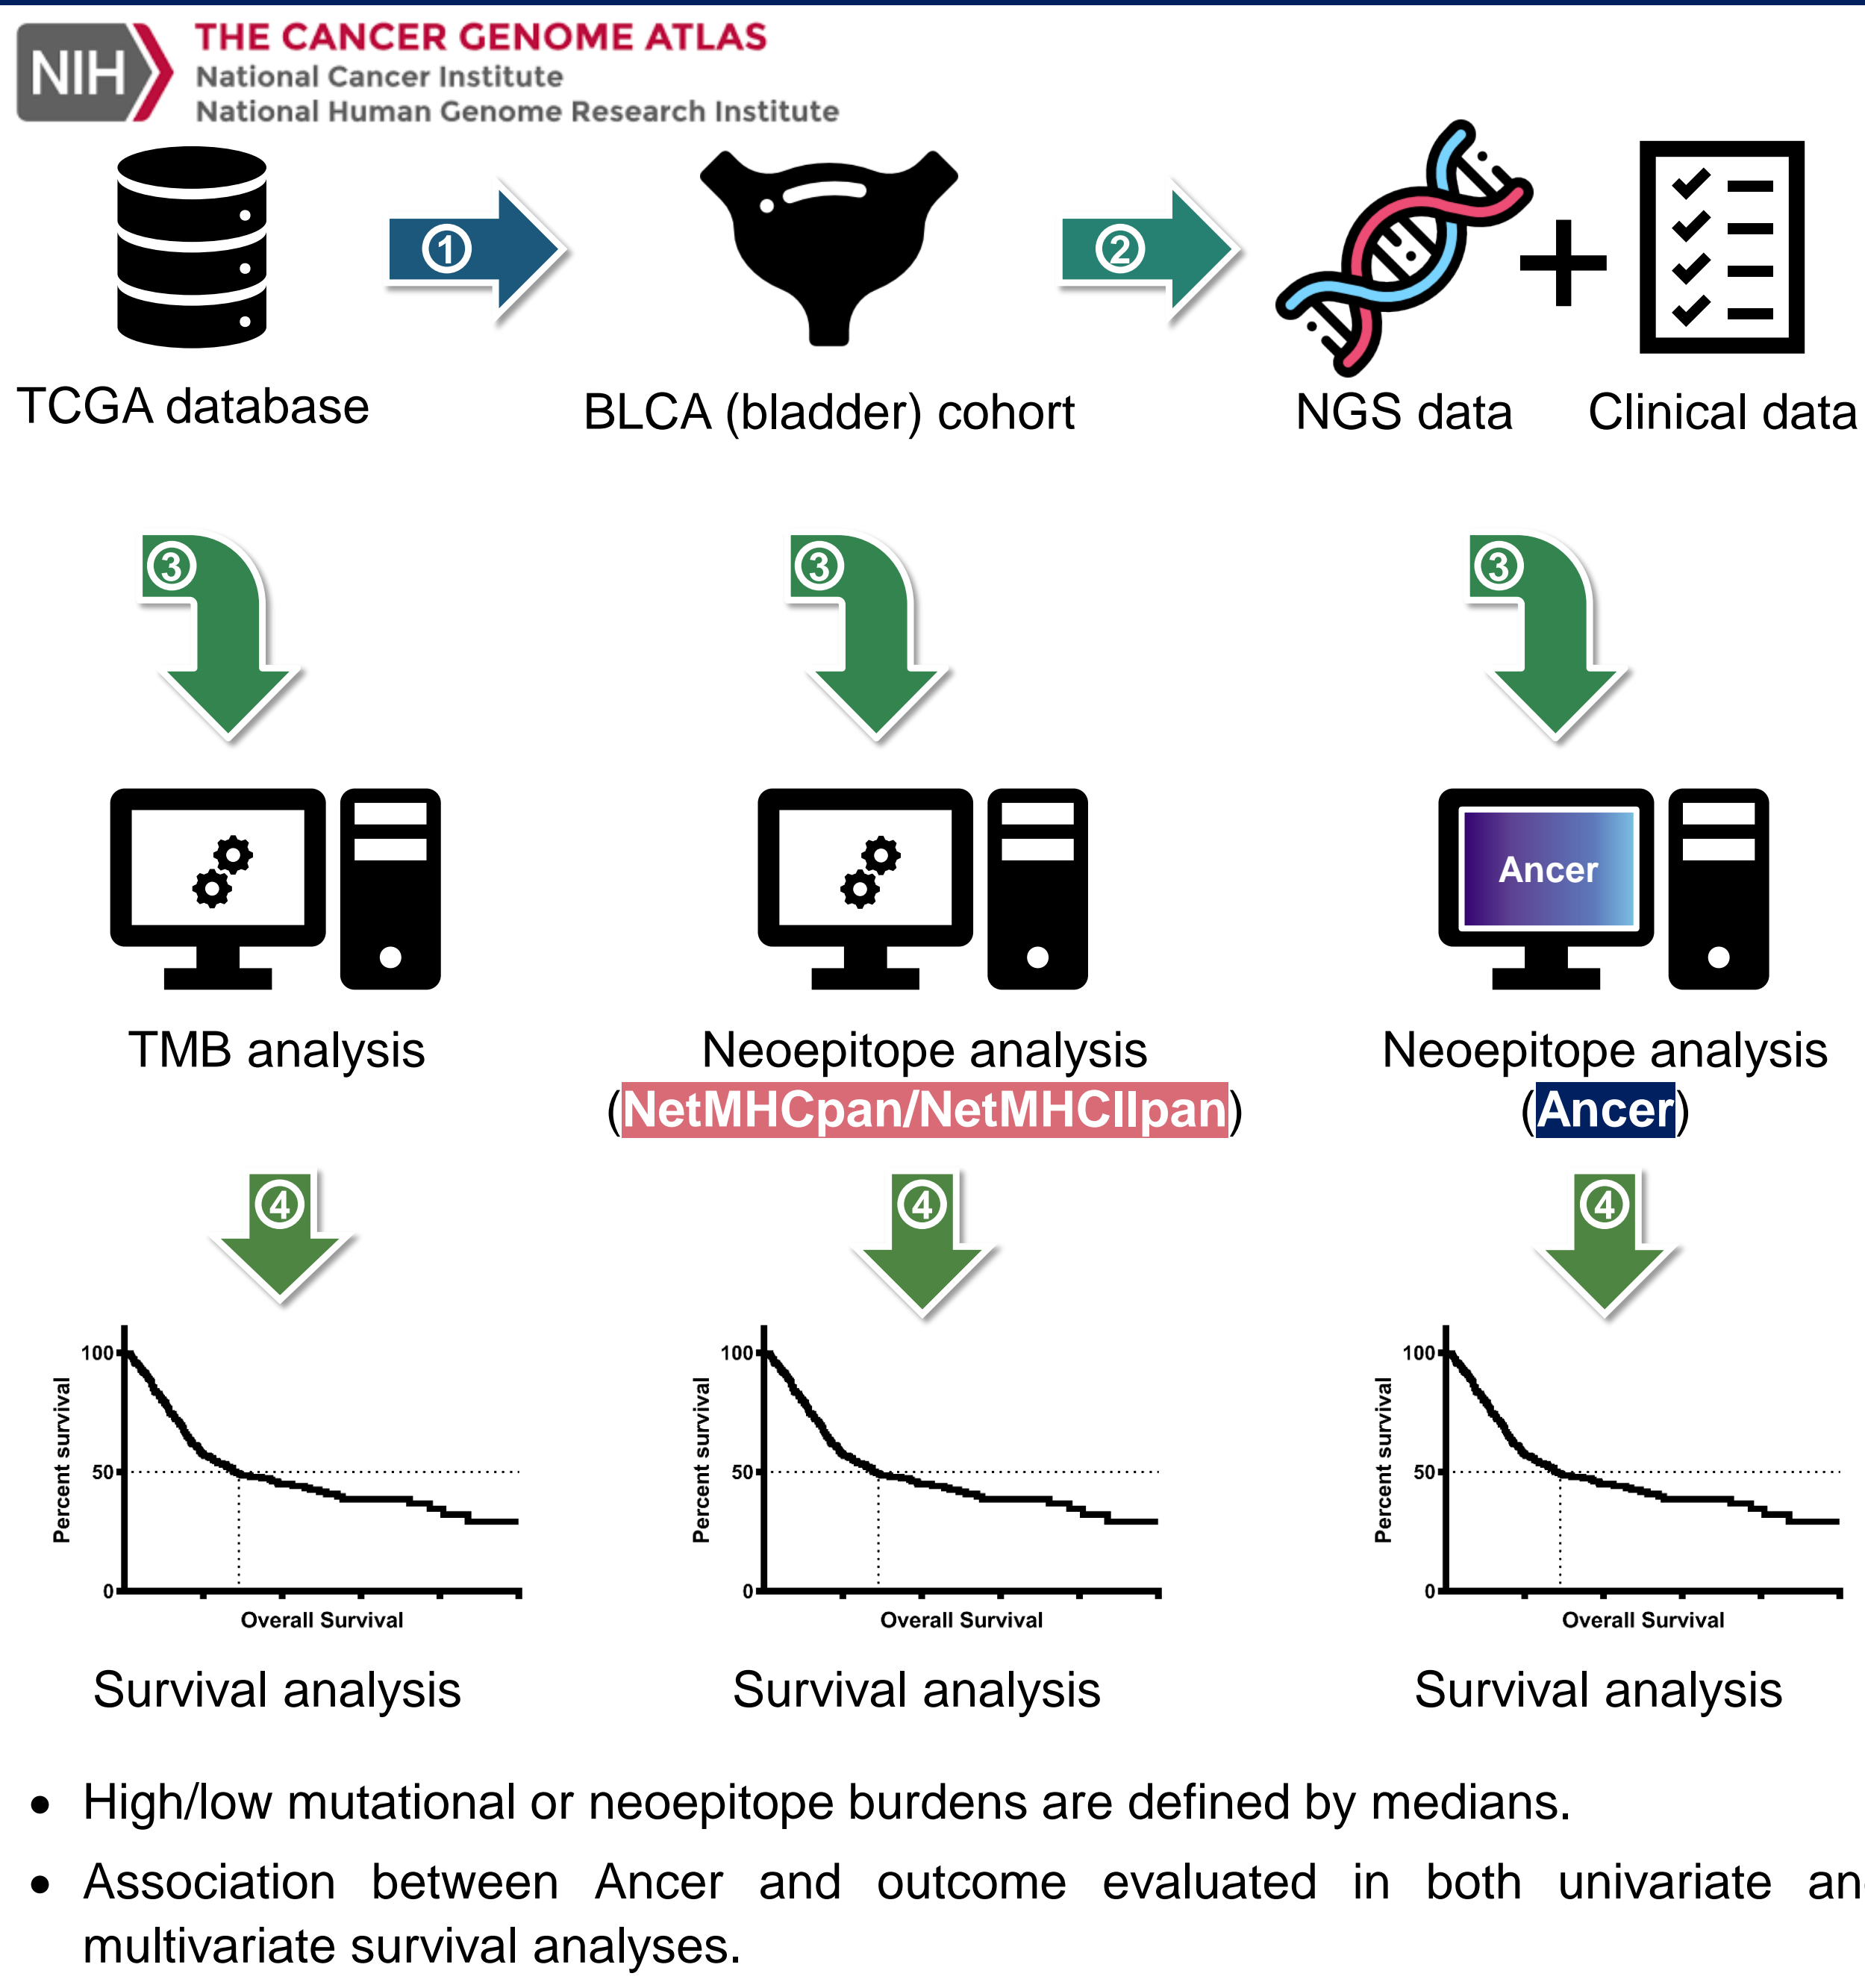 NIH
THE CANCER GENOME ATLAS
National Cancer Institute
National Human Genome Research Institute
① ②
TCGA database BLCA (bladder) cohort NGS data Clinical data
③ ③ ③
Ancer
TMB analysis Neoepitope analysis Neoepitope analysis
(NetMHCpan/NetMHCIIpan) (Ancer)
④ ④ ④
100
50
0
Percent survival
Overall Survival
100
50
0
Percent survival
Overall Survival
100
50
0
Percent survival
Overall Survival
Survival analysis Survival analysis Survival analysis
• High/low mutational or neoepitope burdens are defined by medians.
• Association between Ancer and outcome evaluated in both univariate an
multivariate survival analyses.